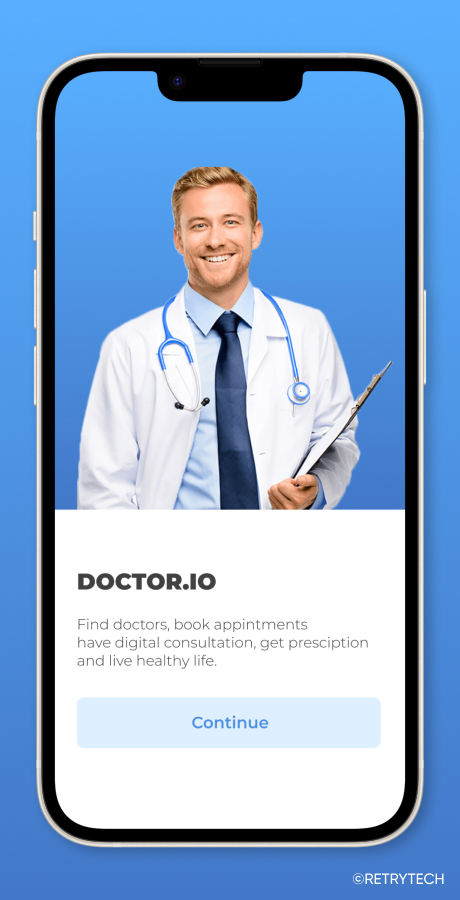 DOCTOR.IO
Find doctors, book appintments
have digital consultation, get presciption
and live healthy life.
Continue
©RETRYTECH